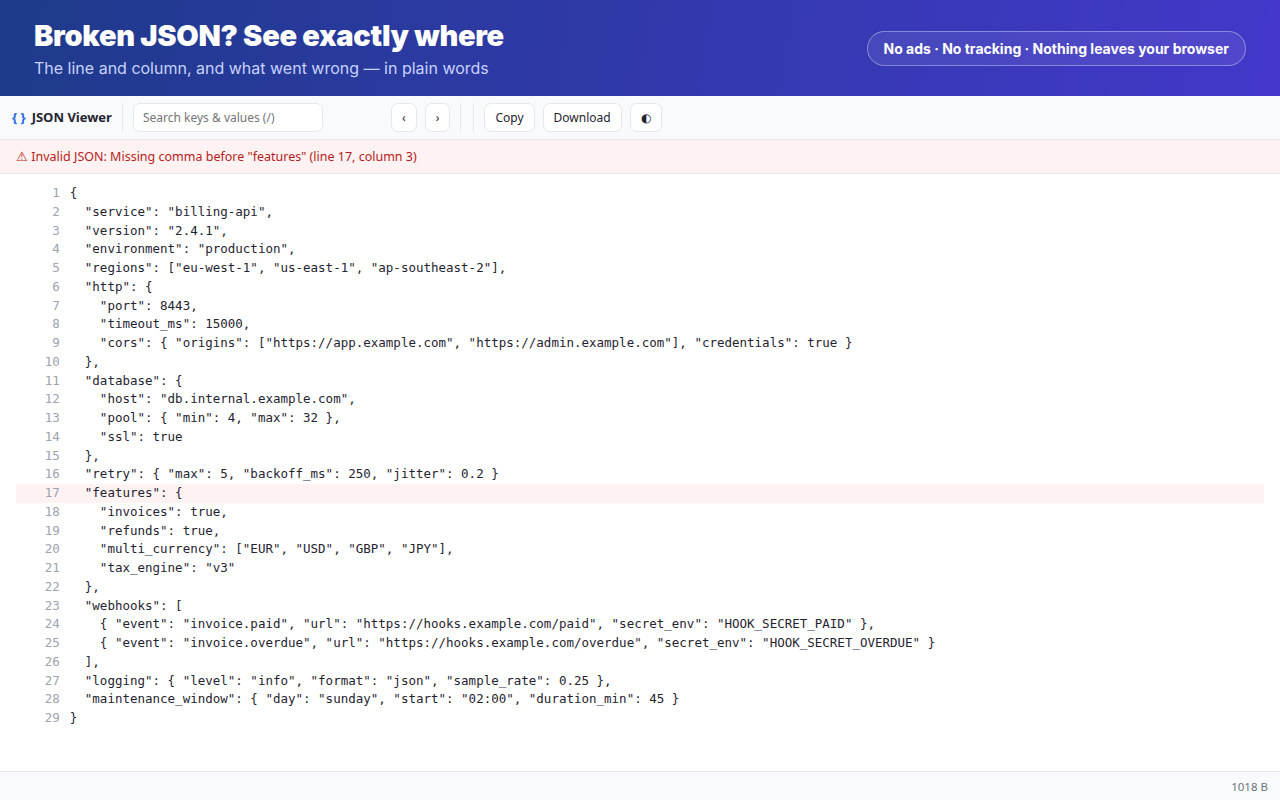 Broken JSON? See exactly where
The line and column, and what went wrong — in plain words
No ads · No tracking · Nothing leaves your browser
{ } JSON Viewer
Search keys & values (/)
‹
›
Copy
Download
◐
⚠ Invalid JSON: Missing comma before "features" (line 17, column 3)
1 {
2   "service": "billing-api",
3   "version": "2.4.1",
4   "environment": "production",
5   "regions": ["eu-west-1", "us-east-1", "ap-southeast-2"],
6   "http": {
7     "port": 8443,
8     "timeout_ms": 15000,
9     "cors": { "origins": ["https://app.example.com", "https://admin.example.com"], "credentials": true }
10   },
11   "database": {
12     "host": "db.internal.example.com",
13     "pool": { "min": 4, "max": 32 },
14     "ssl": true
15   },
16   "retry": { "max": 5, "backoff_ms": 250, "jitter": 0.2 }
17   "features": {
18     "invoices": true,
19     "refunds": true,
20     "multi_currency": ["EUR", "USD", "GBP", "JPY"],
21     "tax_engine": "v3"
22   },
23   "webhooks": [
24     { "event": "invoice.paid", "url": "https://hooks.example.com/paid", "secret_env": "HOOK_SECRET_PAID" },
25     { "event": "invoice.overdue", "url": "https://hooks.example.com/overdue", "secret_env": "HOOK_SECRET_OVERDUE" }
26   ],
27   "logging": { "level": "info", "format": "json", "sample_rate": 0.25 },
28   "maintenance_window": { "day": "sunday", "start": "02:00", "duration_min": 45 }
29 }
1018 B